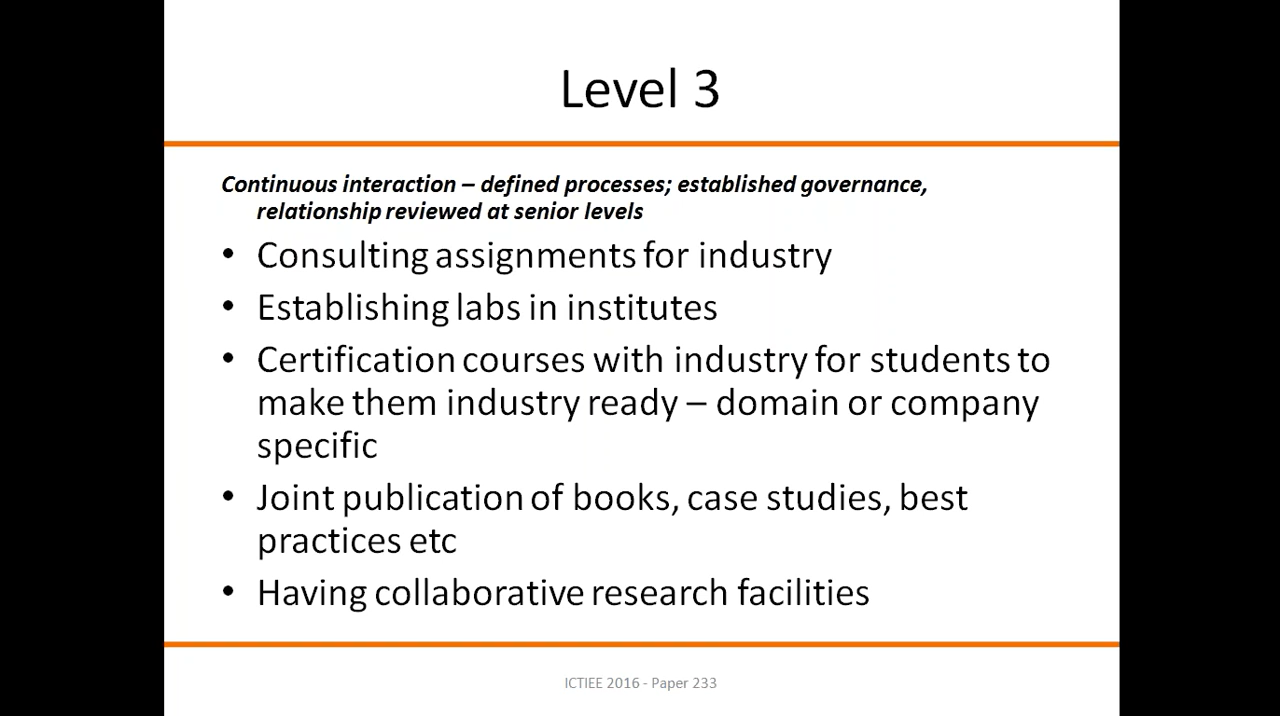 Level 3
Continuous interaction – defined processes; established governance,
relationship reviewed at senior levels
• Consulting assignments for industry
• Establishing labs in institutes
• Certification courses with industry for students to
make them industry ready – domain or company
specific
• Joint publication of books, case studies, best
practices etc
• Having collaborative research facilities
ICTIEE 2016 - Paper 233